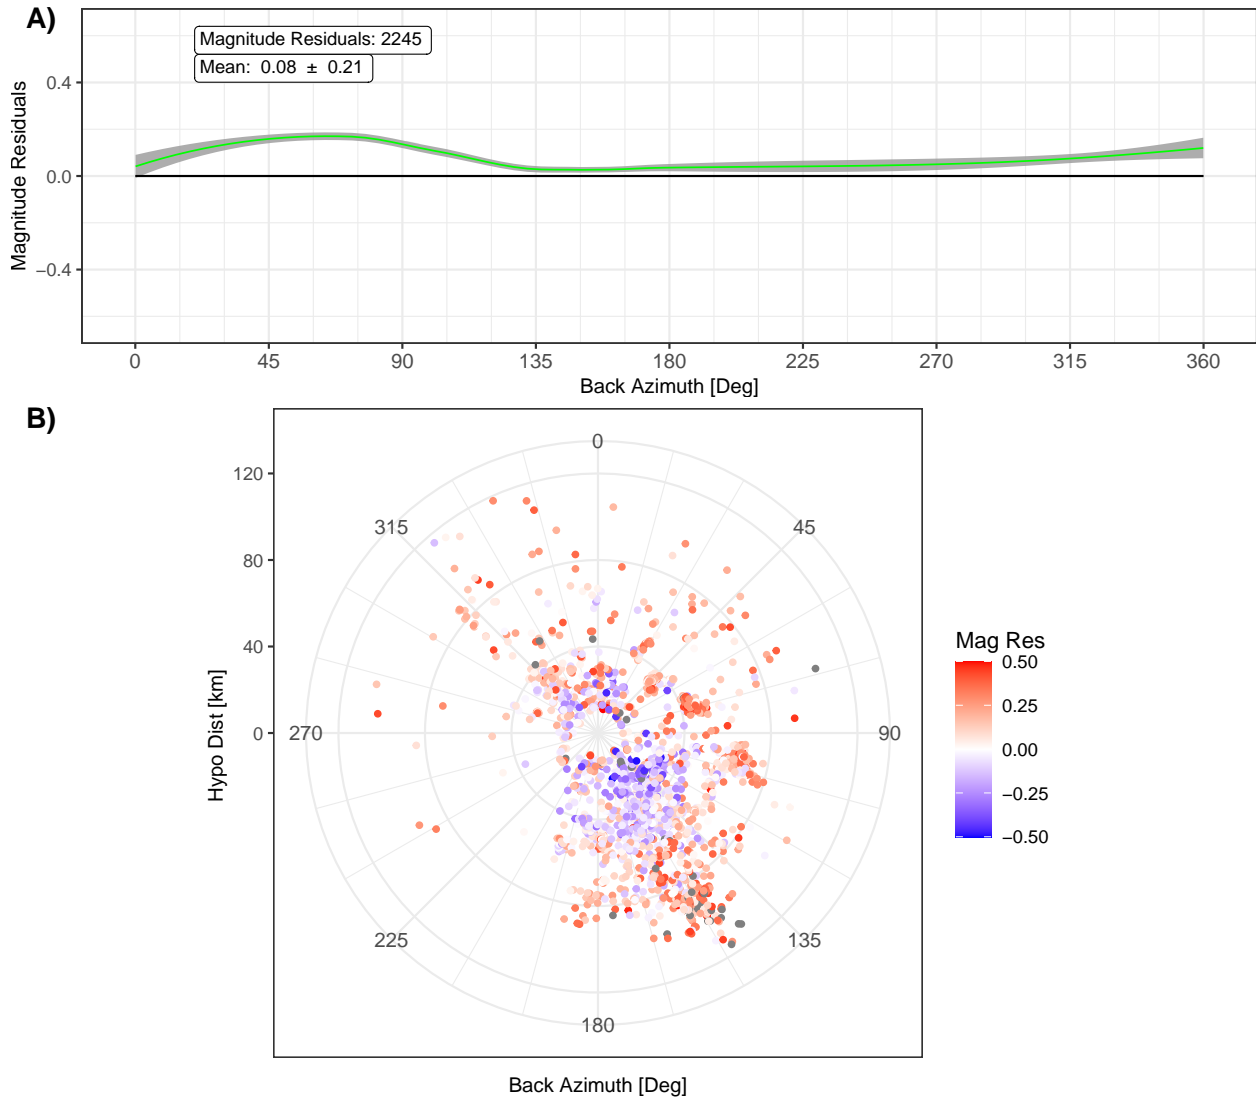 A)
Magnitude Residuals: 2245
Mean:  0.08  ±  0.21
Magnitude Residuals
0.4
0.0
−0.4
0 45 90 135 180 225 270 315 360
Back Azimuth [Deg]
B)
Hypo Dist [km]
120
80
40
0
0
45
90
135
180
225
270
315
Back Azimuth [Deg]
Mag Res
0.50
0.25
0.00
−0.25
−0.50